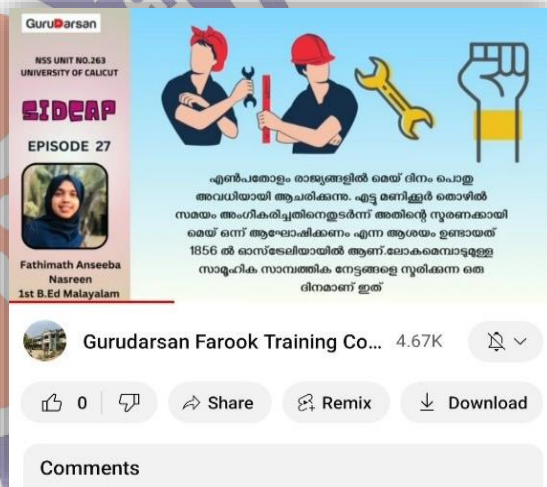 GuruDarsan
NSS UNIT NO.263
UNIVERSITY OF CALICUT
SIDCAP
EPISODE 27
Fathimath Anseeba
Nasreen
1st B.Ed Malayalam
എൺപതോളം രാജ്യങ്ങളിൽ മെയ് ദിനം പൊതു
അവധിയായി ആചരിക്കുന്നു. എട്ടു മണിക്കൂർ തൊഴിൽ
സമയം അംഗീകരിച്ചതിനെതുടർന്ന് അതിന്റെ സ്മരണക്കായി
മെയ് ഒന്ന് ആഘോഷിക്കണം എന്ന ആശയം ഉണ്ടായത്
1856 ൽ ഓസ്ട്രേലിയായിൽ ആണ്.ലോകമെമ്പാടുമുള്ള
സാമൂഹിക സാമ്പത്തിക നേട്ടങ്ങളെ സ്മരിക്കുന്ന ഒരു
ദിനമാണ് ഇത്
Gurudarsan Farook Training Co... 4.67K
0 Share Remix Download
Comments